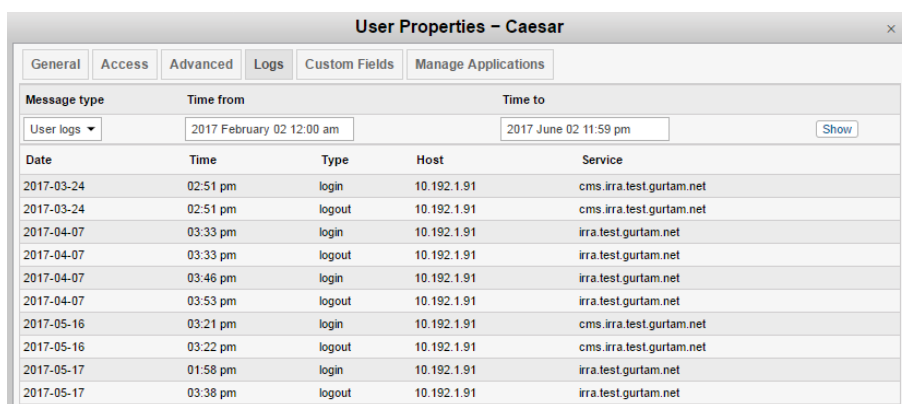 User Properties – Caesar ×
General Access Advanced Logs Custom Fields Manage Applications
Message type Time from Time to
User logs 2017 February 02 12:00 am 2017 June 02 11:59 pm Show
Date Time Type Host Service
2017-03-24 02:51 pm login 10.192.1.91 cms.irra.test.gurtam.net
2017-03-24 02:51 pm logout 10.192.1.91 cms.irra.test.gurtam.net
2017-04-07 03:33 pm login 10.192.1.91 irra.test.gurtam.net
2017-04-07 03:33 pm logout 10.192.1.91 irra.test.gurtam.net
2017-04-07 03:46 pm login 10.192.1.91 irra.test.gurtam.net
2017-04-07 03:53 pm logout 10.192.1.91 irra.test.gurtam.net
2017-05-16 03:21 pm login 10.192.1.91 cms.irra.test.gurtam.net
2017-05-16 03:22 pm logout 10.192.1.91 cms.irra.test.gurtam.net
2017-05-17 01:58 pm login 10.192.1.91 irra.test.gurtam.net
2017-05-17 03:38 pm logout 10.192.1.91 irra.test.gurtam.net